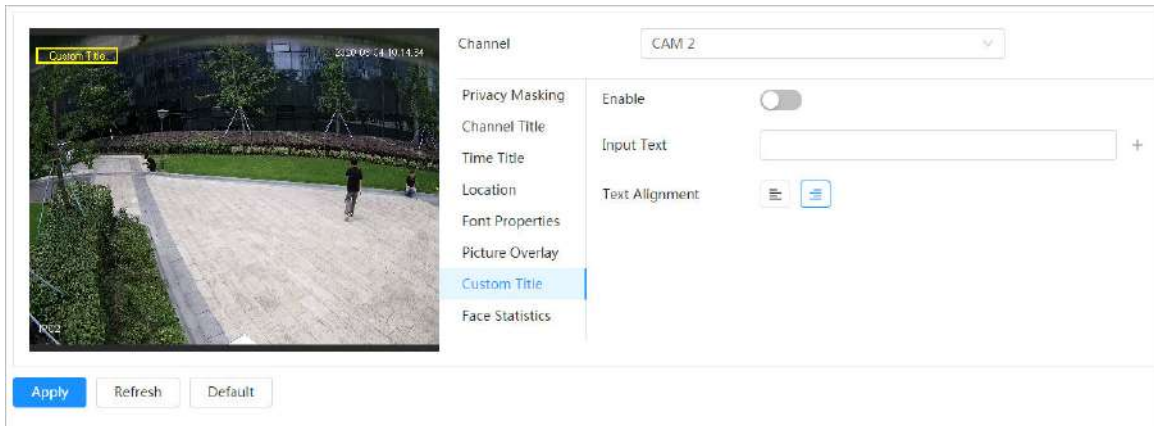 Channel
CAM 2
Custom Title
Privacy Masking
Channel Title
Time Title
Location
Font Properties
Picture Overlay
Custom Title
Face Statistics
Enable
Input Text
+
Text Alignment
Apply
Refresh
Default